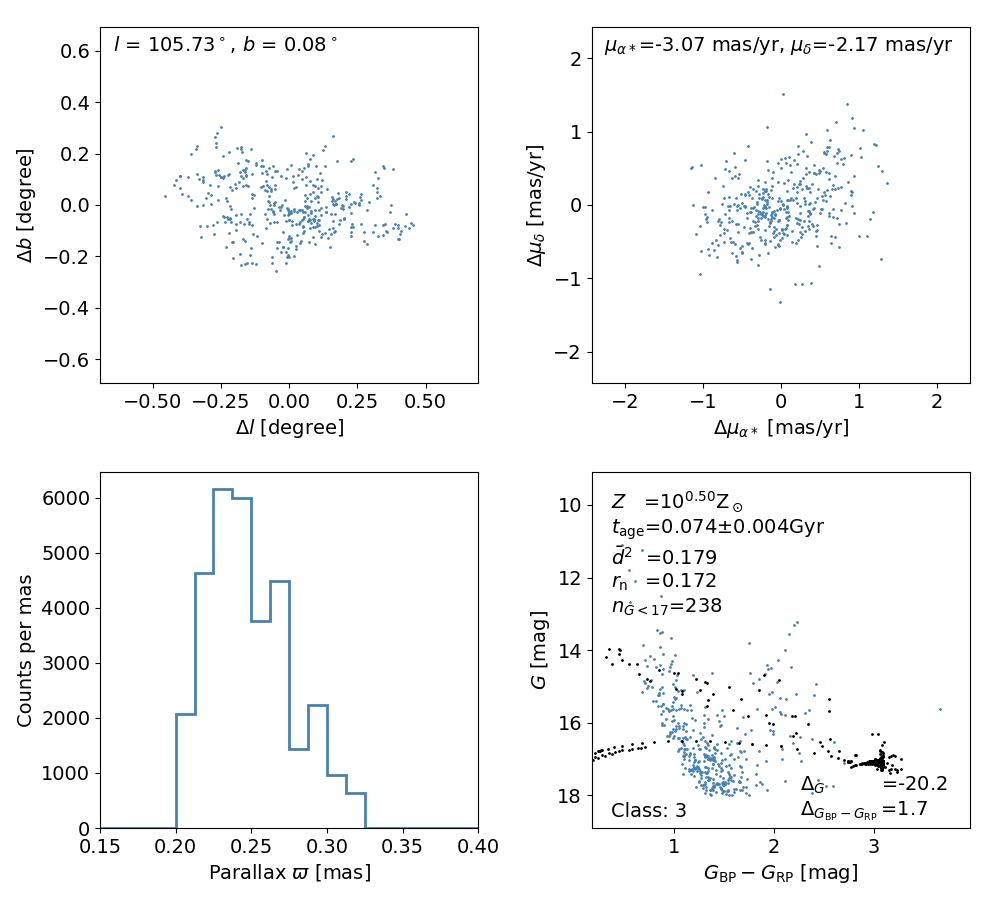 l = 105.73°, b = 0.08°
0.6
0.4
0.2
0.0
−0.2
−0.4
−0.6
Δb [degree]
−0.50 −0.25 0.00 0.25 0.50
Δl [degree]
μα*=-3.07 mas/yr, μδ=-2.17 mas/yr
2
1
0
−1
−2
Δμδ [mas/yr]
−2 −1 0 1 2
Δμα* [mas/yr]
6000
5000
4000
3000
2000
1000
0
Counts per mas
0.15 0.20 0.25 0.30 0.35 0.40
Parallax ϖ [mas]
10
12
14
16
18
G [mag]
Z =10^0.50 Z⊙
t_age=0.074±0.004Gyr
d̄² =0.179
r_n =0.172
n_Ĝ<17=238
Δ_G =-20.2
Δ_GBP−GRP=1.7
Class: 3
1 2 3
G_BP − G_RP [mag]